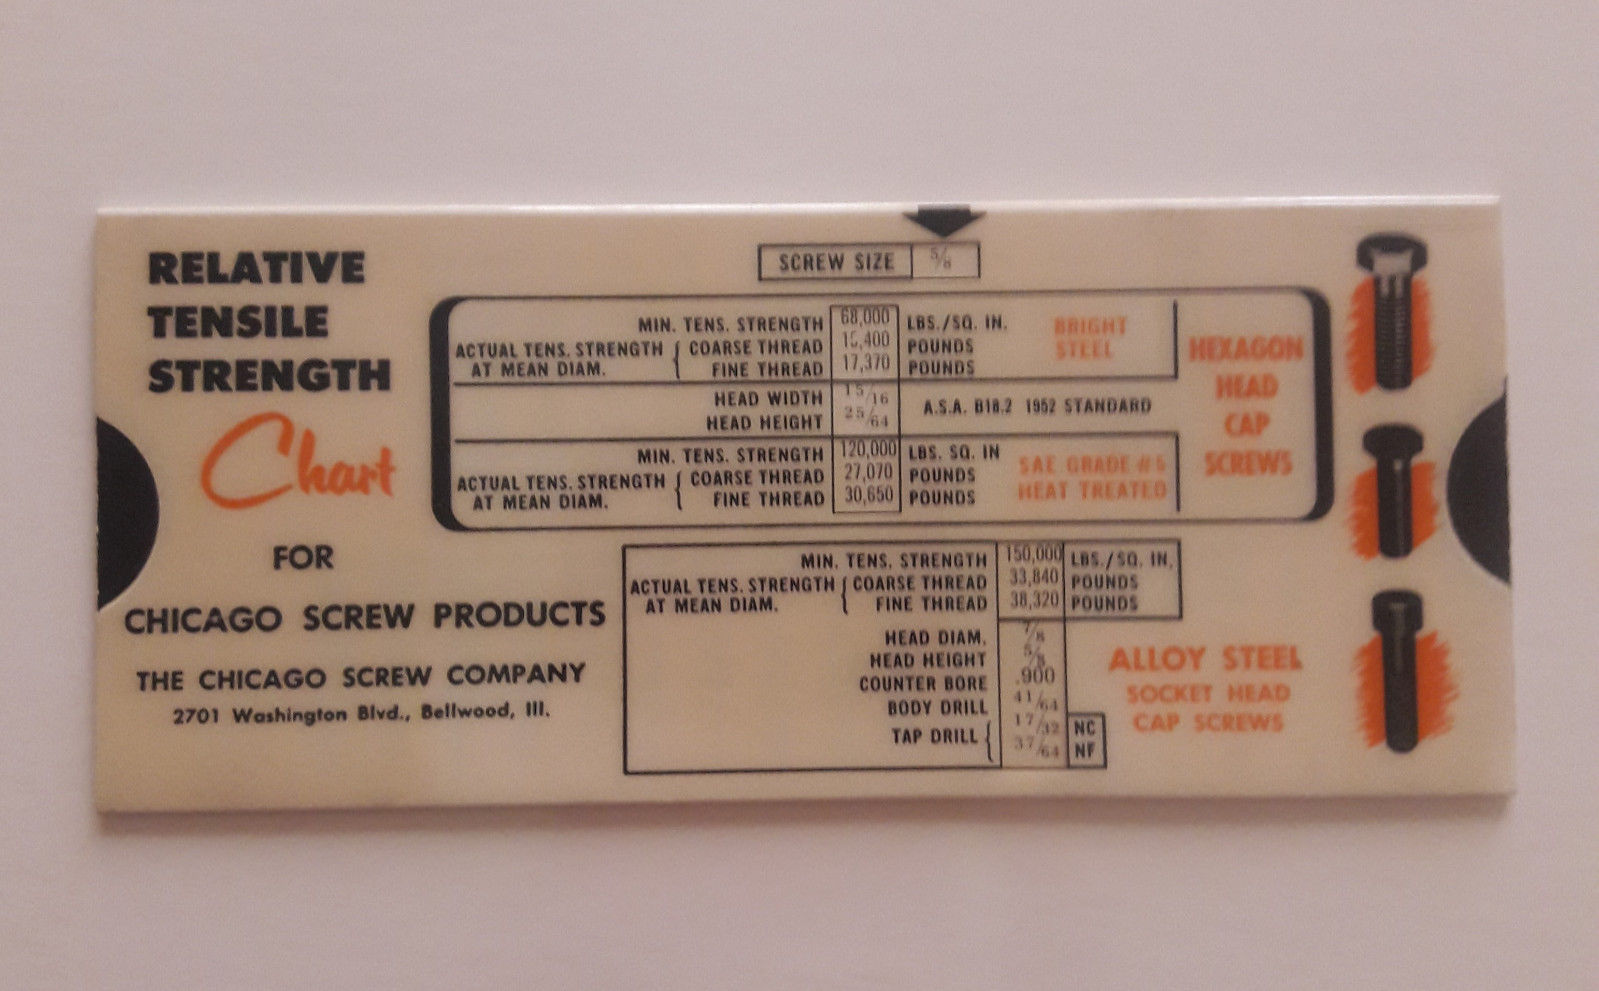 RELATIVE
TENSILE
STRENGTH
Chart
FOR
CHICAGO SCREW PRODUCTS
THE CHICAGO SCREW COMPANY
2701 Washington Blvd., Bellwood, Ill.
SCREW SIZE 5/8
MIN. TENS. STRENGTH 68,000 LBS./SQ. IN.
ACTUAL TENS. STRENGTH AT MEAN DIAM.
COARSE THREAD POUNDS
FINE THREAD 17,370 POUNDS
BRIGHT
STEEL
HEAD WIDTH 15/16
HEAD HEIGHT 25/64
A.S.A. B18.2 1952 STANDARD
MIN. TENS. STRENGTH 120,000 LBS. SQ. IN
ACTUAL TENS. STRENGTH AT MEAN DIAM.
COARSE THREAD 27,070 POUNDS
FINE THREAD 30,650 POUNDS
SAE GRADE
HEAT TREATED
HEXAGON
HEAD
CAP
SCREWS
MIN. TENS. STRENGTH 150,000 LBS./SQ. IN.
ACTUAL TENS. STRENGTH AT MEAN DIAM.
COARSE THREAD 33,840 POUNDS
FINE THREAD 38,320 POUNDS
HEAD DIAM. 7/8
HEAD HEIGHT 5/8
COUNTER BORE .900
BODY DRILL 41/64
TAP DRILL 17/32 NC
37/64 NF
ALLOY STEEL
SOCKET HEAD
CAP SCREWS